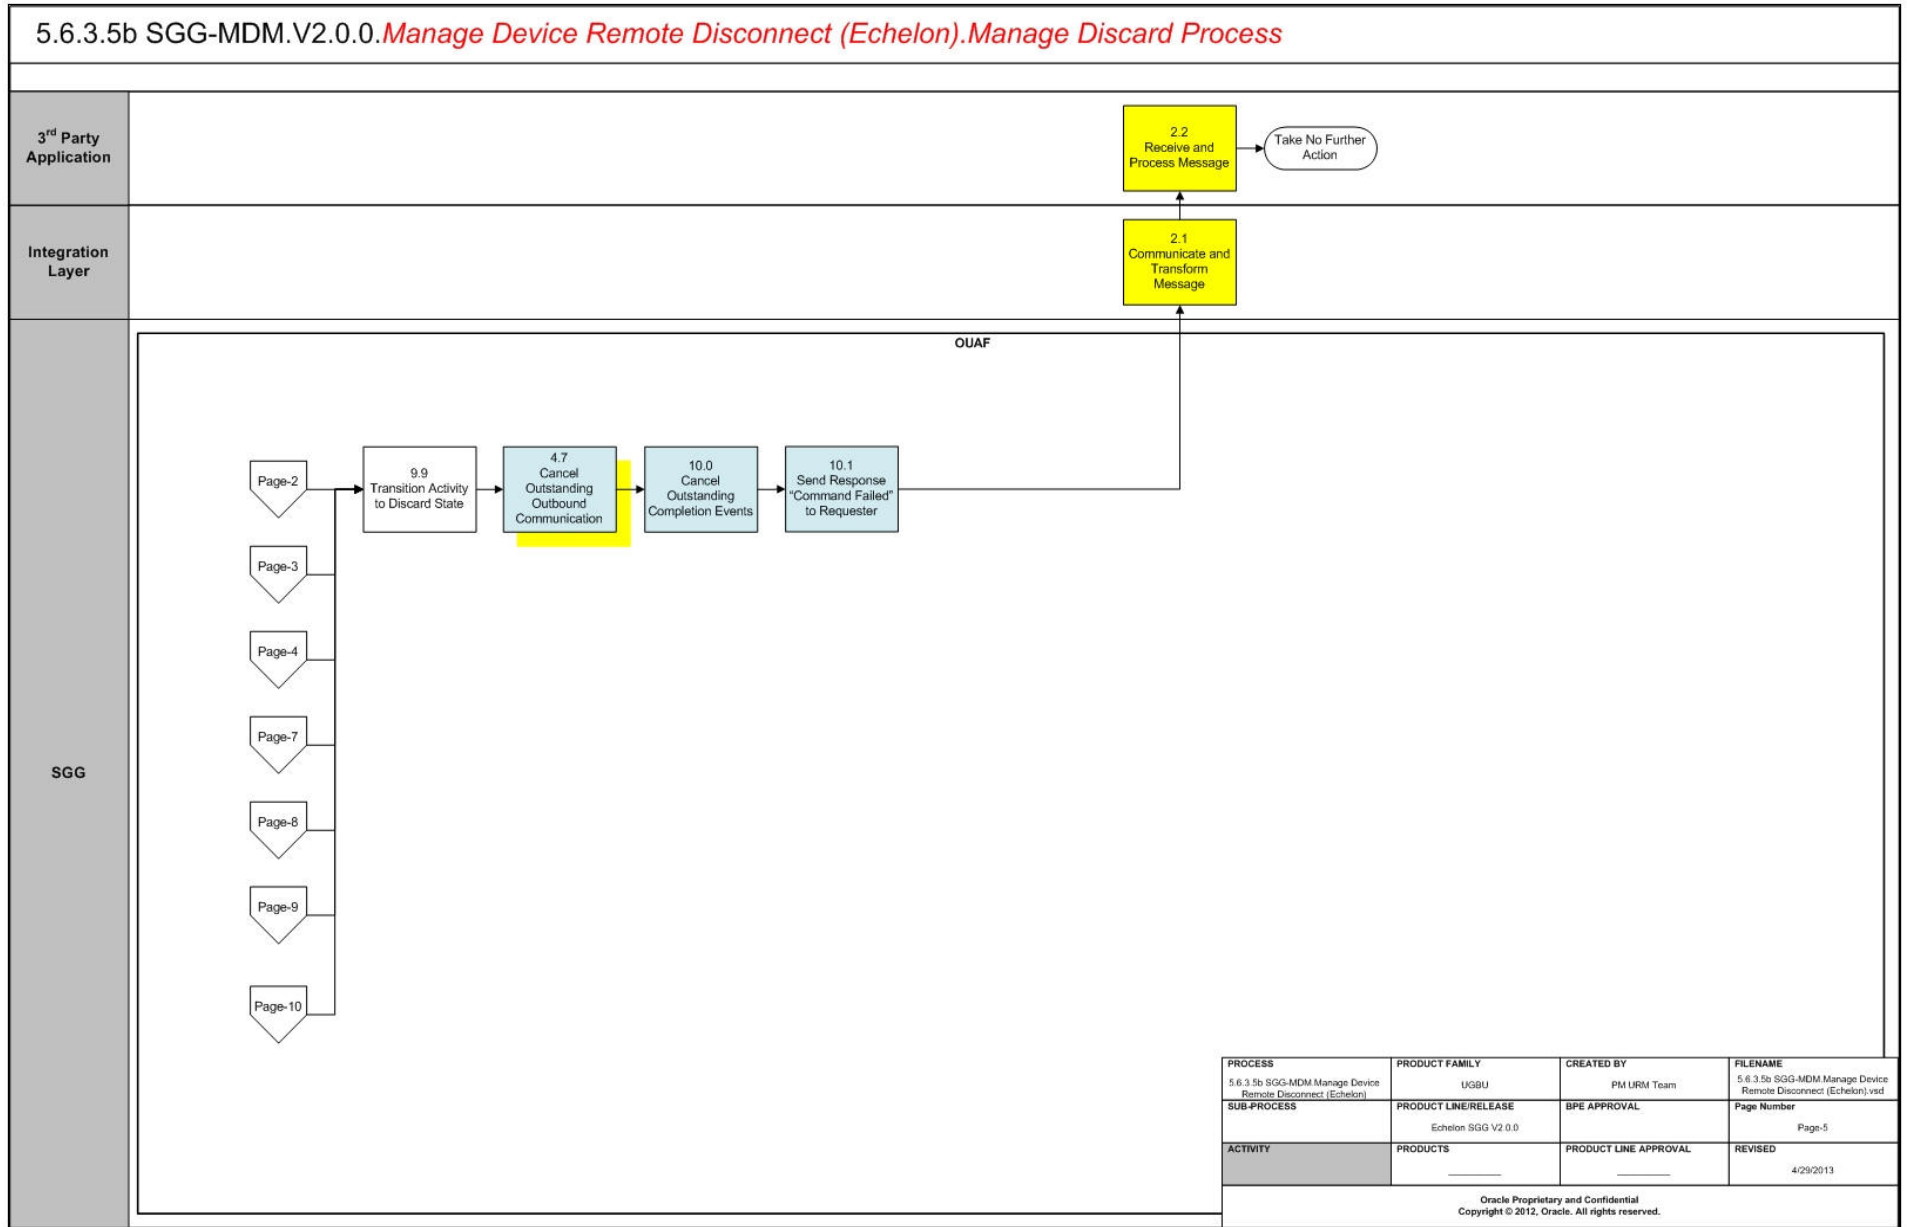 5.6.3.5b SGG-MDM.V2.0.0.Manage Device Remote Disconnect (Echelon).Manage Discard Process
3rd Party
Application
2.2
Receive and
Process Message
Take No Further
Action
Integration
Layer
2.1
Communicate and
Transform
Message
SGG
OUAF
Page-2
9.9
Transition Activity
to Discard State
4.7
Cancel
Outstanding
Outbound
Communication
10.0
Cancel
Outstanding
Completion Events
10.1
Send Response
“Command Failed”
to Requester
Page-3
Page-4
Page-7
Page-8
Page-9
Page-10
PROCESS
5.6.3.5b SGG-MDM.Manage Device
Remote Disconnect (Echelon)
PRODUCT FAMILY
UGBU
CREATED BY
PM URM Team
FILENAME
5.6.3.5b SGG-MDM.Manage Device
Remote Disconnect (Echelon).vsd
SUB-PROCESS
PRODUCT LINE/RELEASE
Echelon SGG V2.0.0
BPE APPROVAL
Page Number
Page-5
ACTIVITY
PRODUCTS
PRODUCT LINE APPROVAL
REVISED
4/29/2013
Oracle Proprietary and Confidential
Copyright © 2012, Oracle. All rights reserved.